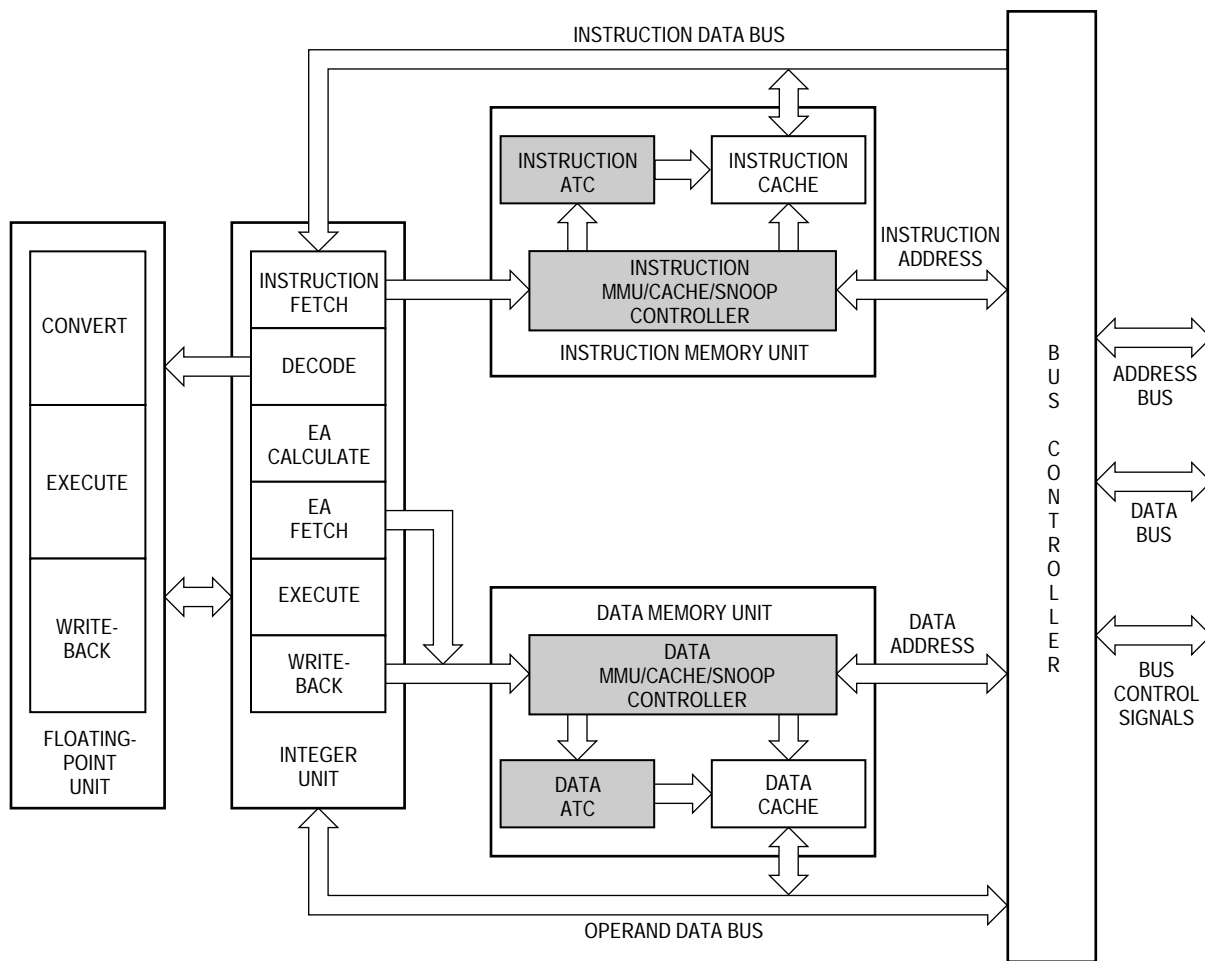 INSTRUCTION DATA BUS
INSTRUCTION
ATC
INSTRUCTION
CACHE
INSTRUCTION
MMU/CACHE/SNOOP
CONTROLLER
INSTRUCTION MEMORY UNIT
INSTRUCTION
ADDRESS
CONVERT
EXECUTE
WRITE-
BACK
FLOATING-
POINT
UNIT
INSTRUCTION
FETCH
DECODE
EA
CALCULATE
EA
FETCH
EXECUTE
WRITE-
BACK
INTEGER
UNIT
DATA MEMORY UNIT
DATA
MMU/CACHE/SNOOP
CONTROLLER
DATA
ATC
DATA
CACHE
DATA
ADDRESS
OPERAND DATA BUS
B
U
S
C
O
N
T
R
O
L
L
E
R
ADDRESS
BUS
DATA
BUS
BUS
CONTROL
SIGNALS